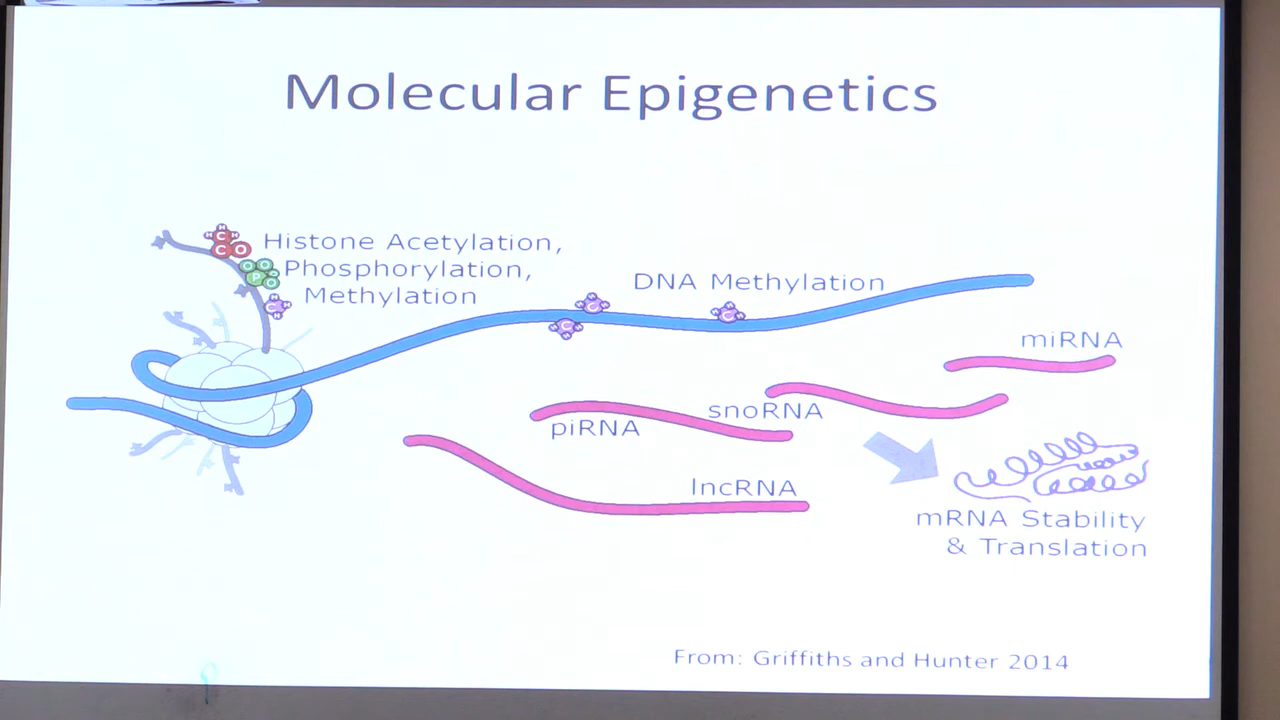 Molecular Epigenetics
Histone Acetylation,
Phosphorylation,
Methylation
DNA Methylation
miRNA
snoRNA
piRNA
lncRNA
mRNA Stability
& Translation
From: Griffiths and Hunter 2014